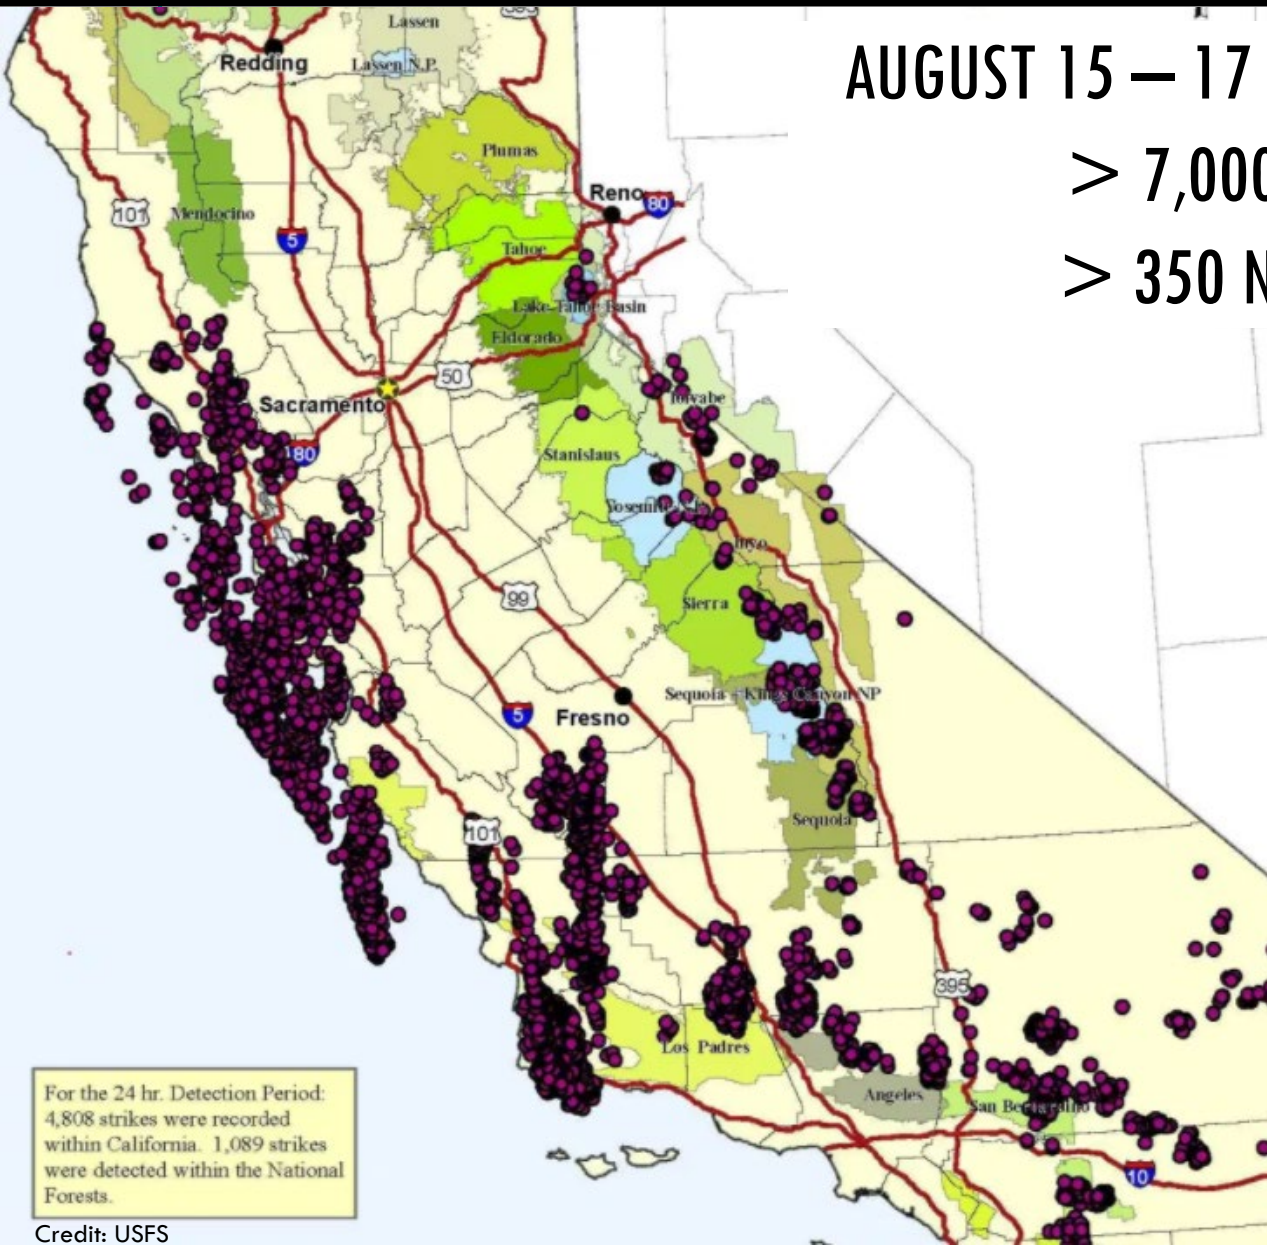 Lassen
AUGUST 15 – 17
Redding
Lassen N.P.
Plumas
> 7,000
Reno
80
101
Mendocino
5
Tahoe
> 350 N
Lake Tahoe Basin
Eldorado
50
Sacramento
Toiyabe
80
Stanislaus
Yosemite N.P.
Inyo
99
Sierra
Sequoia - Kings Canyon NP
5
Fresno
101
Sequoia
395
Los Padres
Angeles
San Bernardino
10
For the 24 hr. Detection Period:
4,808 strikes were recorded
within California. 1,089 strikes
were detected within the National
Forests.
Credit: USFS